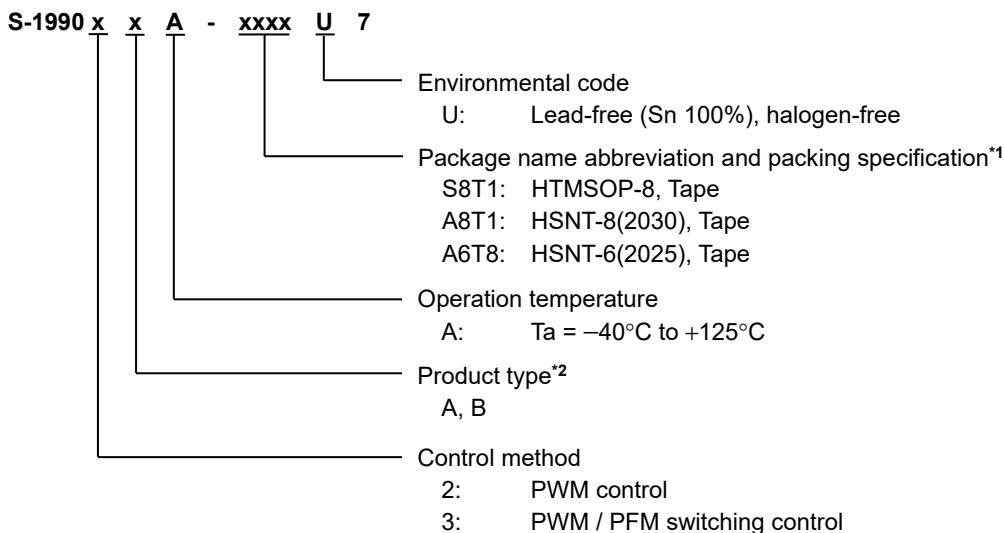 S-1990 x x A - xxxx U 7
Environmental code
U: Lead-free (Sn 100%), halogen-free
Package name abbreviation and packing specification*1
S8T1: HTMSOP-8, Tape
A8T1: HSNT-8(2030), Tape
A6T8: HSNT-6(2025), Tape
Operation temperature
A: Ta = −40°C to +125°C
Product type*2
A, B
Control method
2: PWM control
3: PWM / PFM switching control